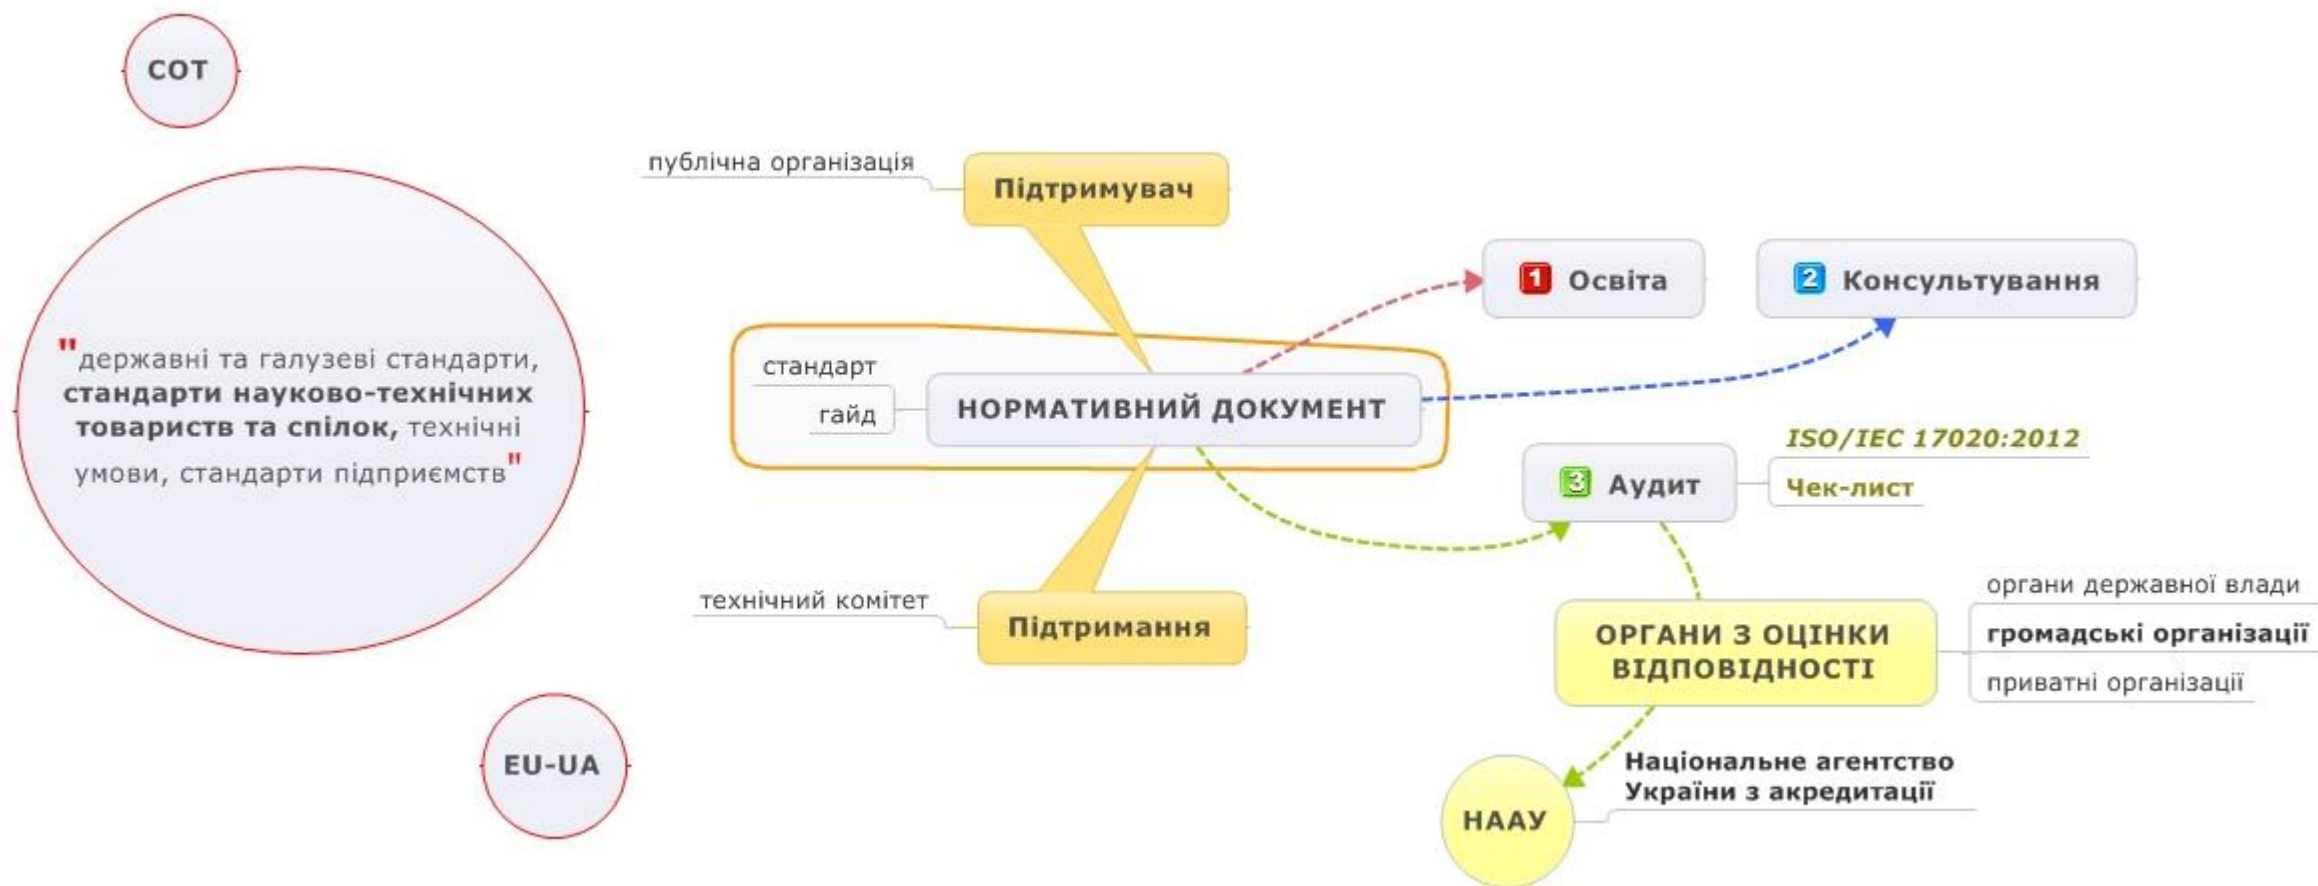 СОТ
"державні та галузеві стандарти,
стандарти науково-технічних
товариств та спілок, технічні
умови, стандарти підприємств"
EU-UA
публічна організація
Підтримувач
стандарт
гайд
НОРМАТИВНИЙ ДОКУМЕНТ
технічний комітет
Підтримання
1 Освіта
2 Консультування
3 Аудит
ISO/IEC 17020:2012
Чек-лист
ОРГАНИ З ОЦІНКИ
ВІДПОВІДНОСТІ
органи державної влади
громадські організації
приватні організації
НААУ
Національне агентство
України з акредитації